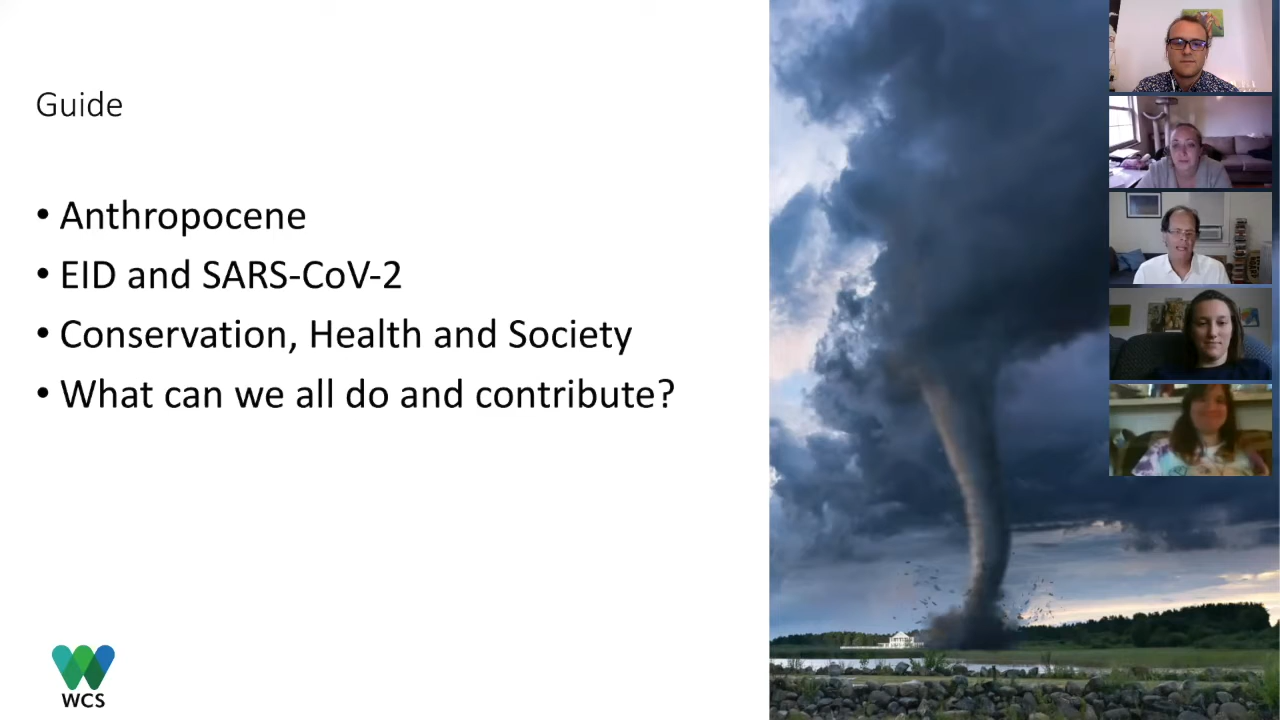 Guide
• Anthropocene
• EID and SARS-CoV-2
• Conservation, Health and Society
• What can we all do and contribute?
WCS